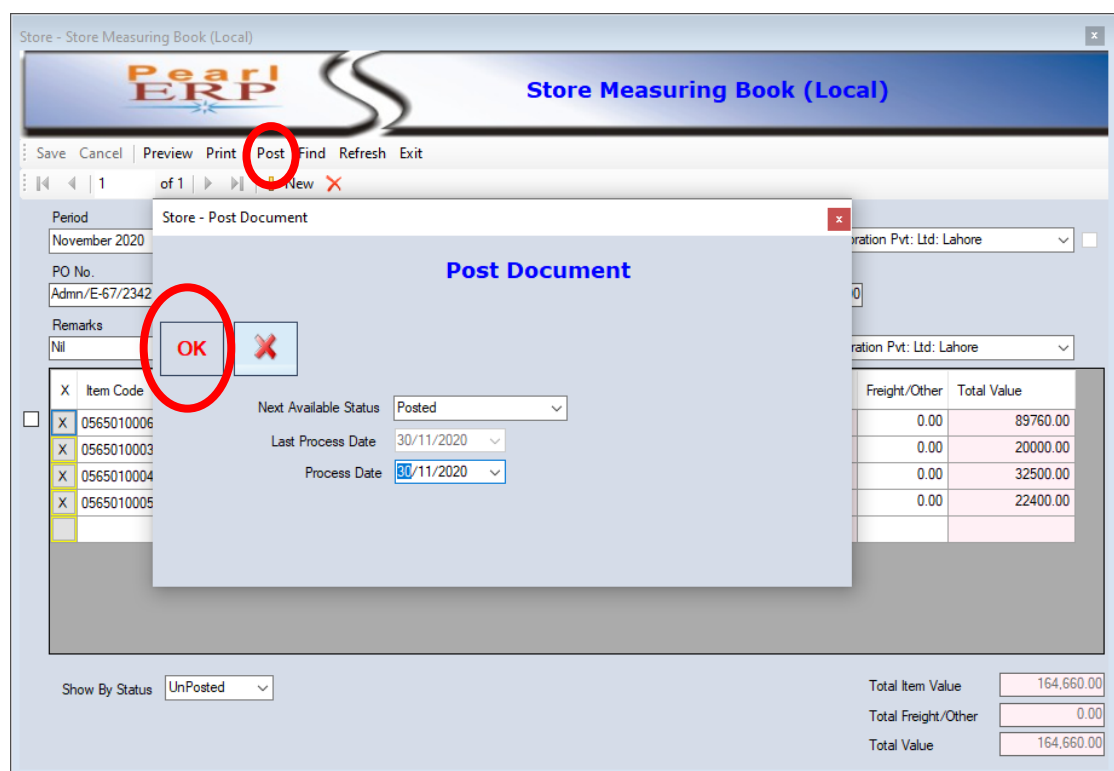 Store - Store Measuring Book (Local)
Pearl
ERP
Store Measuring Book (Local)
Save Cancel Preview Print Post Find Refresh Exit
1 of 1 New
Period
November 2020
ration Pvt: Ltd: Lahore
PO No.
Admn/E-67/2342
Remarks
Nil
ration Pvt: Ltd: Lahore
Store - Post Document
Post Document
OK
Next Available Status Posted
Last Process Date 30/11/2020
Process Date 30/11/2020
X Item Code Freight/Other Total Value
X 0565010006 0.00 89760.00
X 0565010003 0.00 20000.00
X 0565010004 0.00 32500.00
X 0565010005 0.00 22400.00
Show By Status UnPosted
Total Item Value 164,660.00
Total Freight/Other 0.00
Total Value 164,660.00